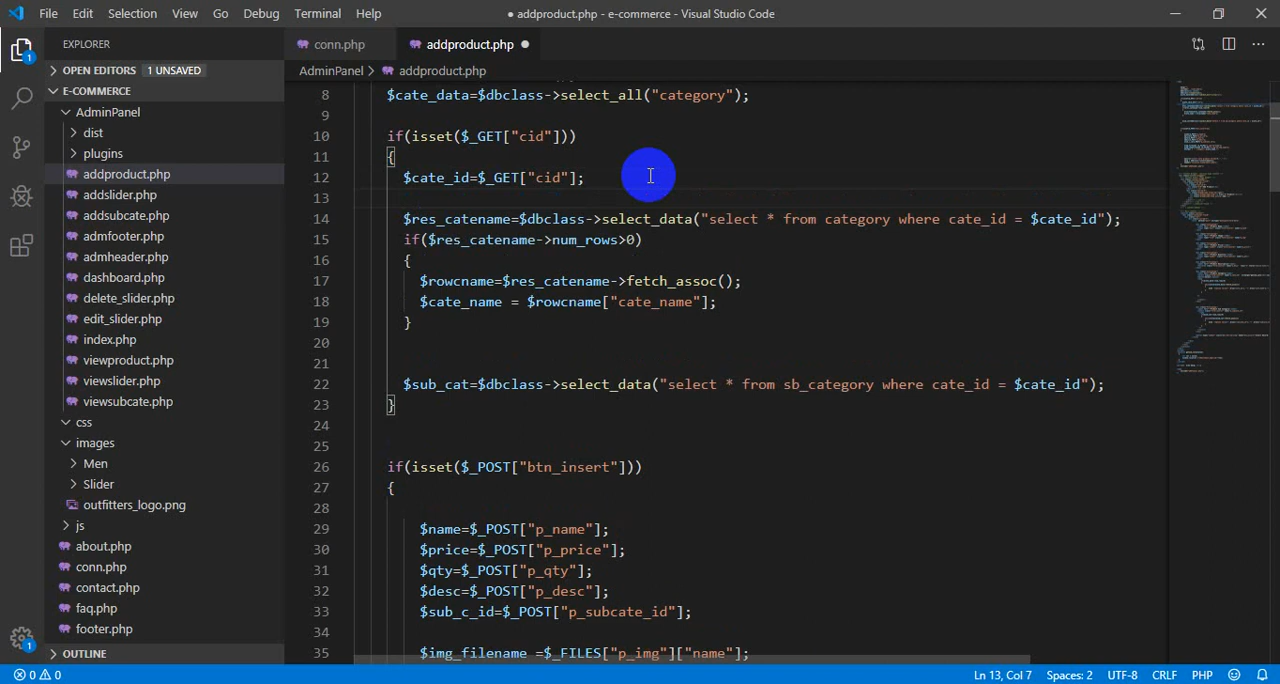 File Edit Selection View Go Debug Terminal Help ● addproduct.php - e-commerce - Visual Studio Code
EXPLORER
conn.php addproduct.php
OPEN EDITORS 1 UNSAVED
AdminPanel > addproduct.php
E-COMMERCE
AdminPanel
dist
plugins
addproduct.php
addslider.php
addsubcate.php
admfooter.php
admheader.php
dashboard.php
delete_slider.php
edit_slider.php
index.php
viewproduct.php
viewslider.php
viewsubcate.php
css
images
Men
Slider
outfitters_logo.png
js
about.php
conn.php
contact.php
faq.php
footer.php
OUTLINE
8 $cate_data=$dbclass->select_all("category");
9
10 if(isset($_GET["cid"]))
11 {
12 $cate_id=$_GET["cid"];
13
14 $res_catename=$dbclass->select_data("select * from category where cate_id = $cate_id");
15 if($res_catename->num_rows>0)
16 {
17 $rowcname=$res_catename->fetch_assoc();
18 $cate_name = $rowcname["cate_name"];
19 }
20
21
22 $sub_cat=$dbclass->select_data("select * from sb_category where cate_id = $cate_id");
23 }
24
25
26 if(isset($_POST["btn_insert"]))
27 {
28
29 $name=$_POST["p_name"];
30 $price=$_POST["p_price"];
31 $qty=$_POST["p_qty"];
32 $desc=$_POST["p_desc"];
33 $sub_c_id=$_POST["p_subcate_id"];
34
35 $img_filename =$_FILES["p_img"]["name"];
0 0 Ln 13, Col 7 Spaces: 2 UTF-8 CRLF PHP